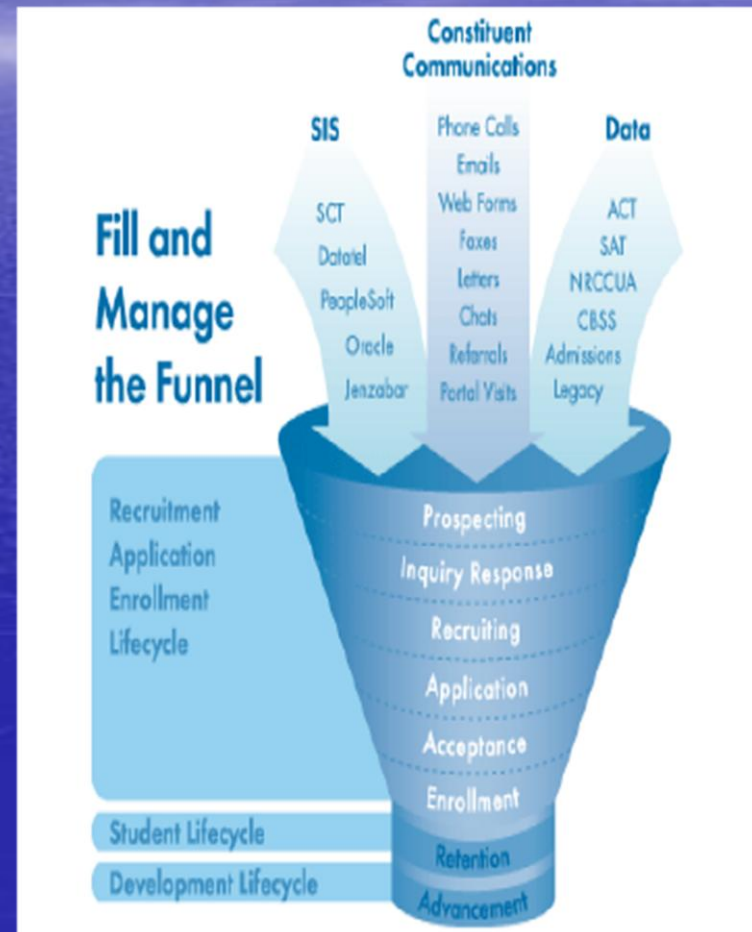 Constituent
Communications
SIS
Phone Calls
Data
Emails
SCT
Web Forms
ACT
Fill and
Manage
the Funnel
Datatel
Faxes
SAT
PeopleSoft
Letters
NRCCUA
Oracle
Chats
CBSS
Jenzabar
Referrals
Admissions
Portal Visits
Legacy
Recruitment
Application
Enrollment
Lifecycle
Prospecting
Inquiry Response
Recruiting
Application
Acceptance
Enrollment
Student Lifecycle
Retention
Development Lifecycle
Advancement